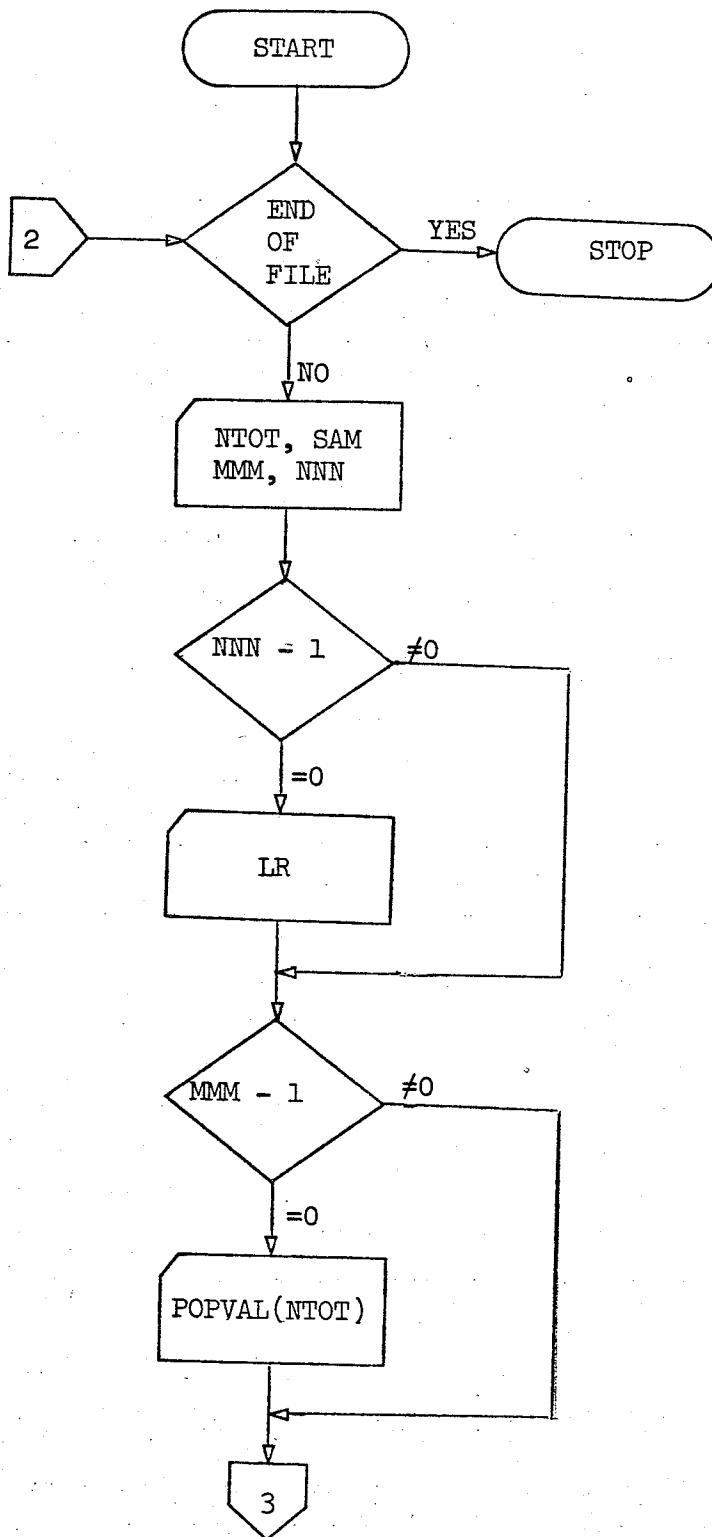 START
2
END
OF
FILE
YES
STOP
NO
NTOT, SAM
MMM, NNN
NNN - 1
≠0
=0
LR
MMM - 1
≠0
=0
POPVAL(NTOT)
3